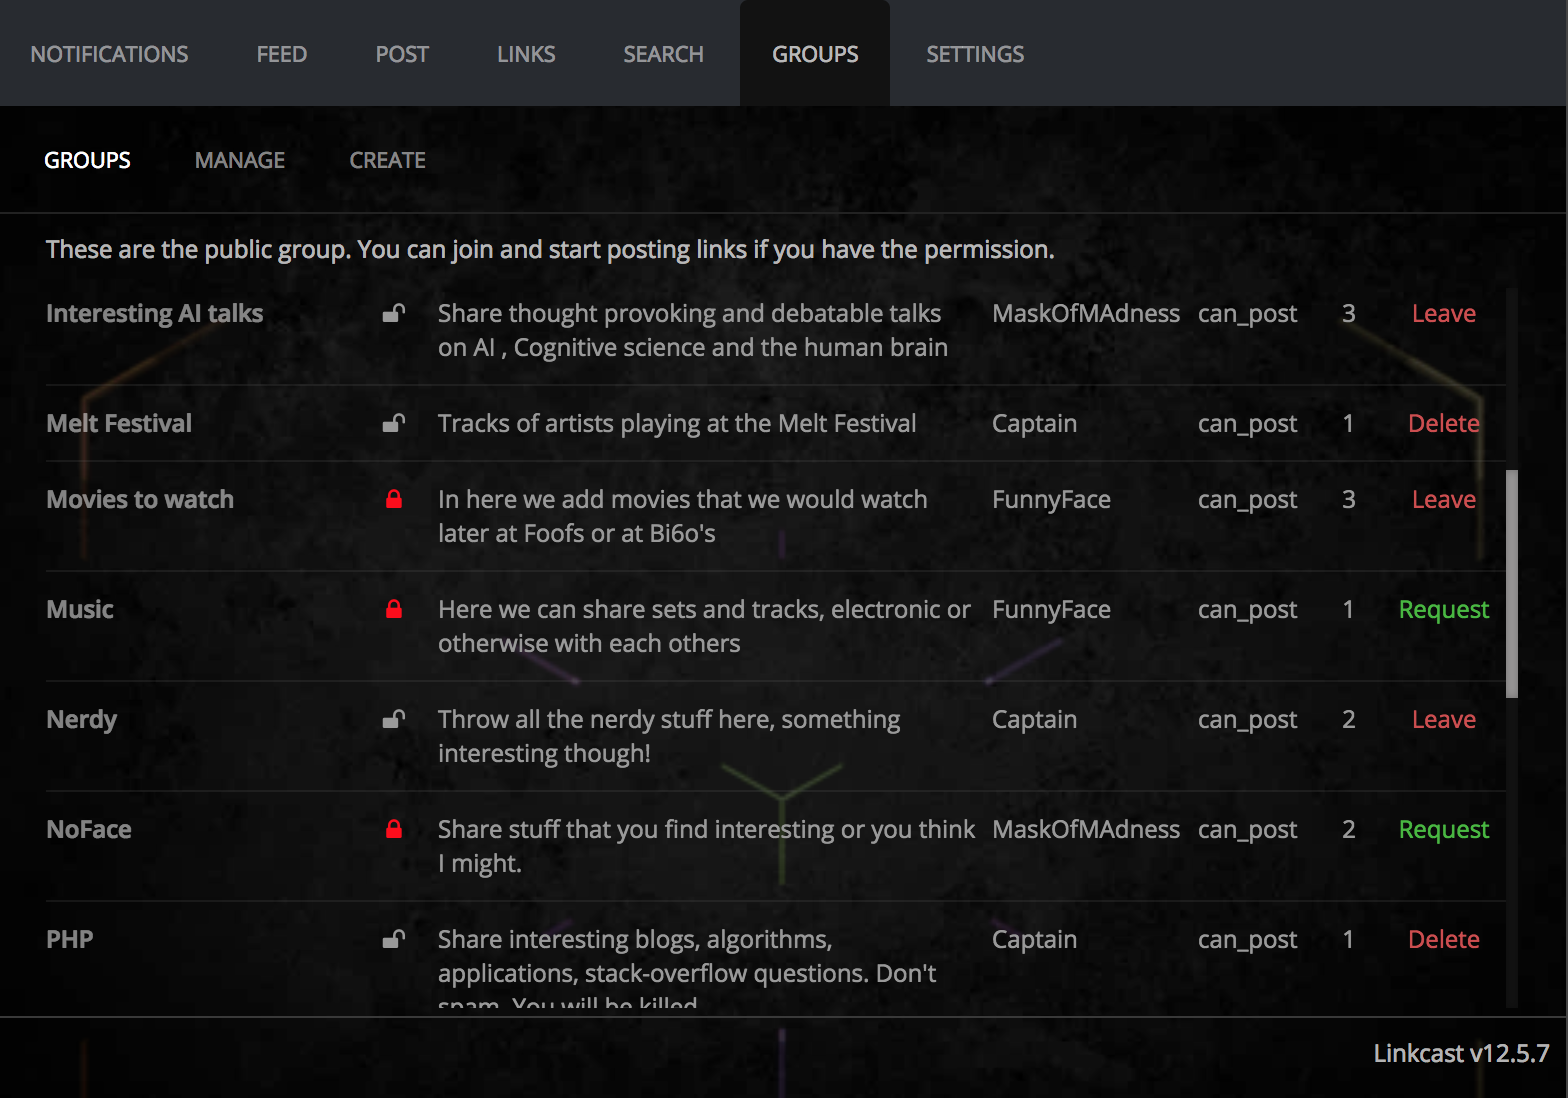 NOTIFICATIONS FEED POST LINKS SEARCH GROUPS SETTINGS
GROUPS MANAGE CREATE
These are the public group. You can join and start posting links if you have the permission.
Interesting AI talks Share thought provoking and debatable talks MaskOfMAdness can_post 3 Leave
on AI , Cognitive science and the human brain
Melt Festival Tracks of artists playing at the Melt Festival Captain can_post 1 Delete
Movies to watch In here we add movies that we would watch FunnyFace can_post 3 Leave
later at Foofs or at Bi6o's
Music Here we can share sets and tracks, electronic or FunnyFace can_post 1 Request
otherwise with each others
Nerdy Throw all the nerdy stuff here, something Captain can_post 2 Leave
interesting though!
NoFace Share stuff that you find interesting or you think MaskOfMAdness can_post 2 Request
I might.
PHP Share interesting blogs, algorithms, Captain can_post 1 Delete
applications, stack-overflow questions. Don't
spam. You will be killed
Linkcast v12.5.7